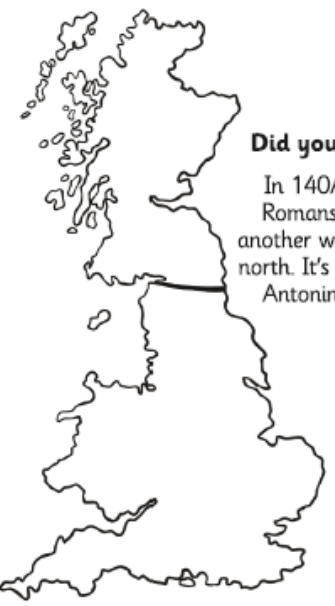 Did you
In 140A
Romans
another w
north. It's
Antonin